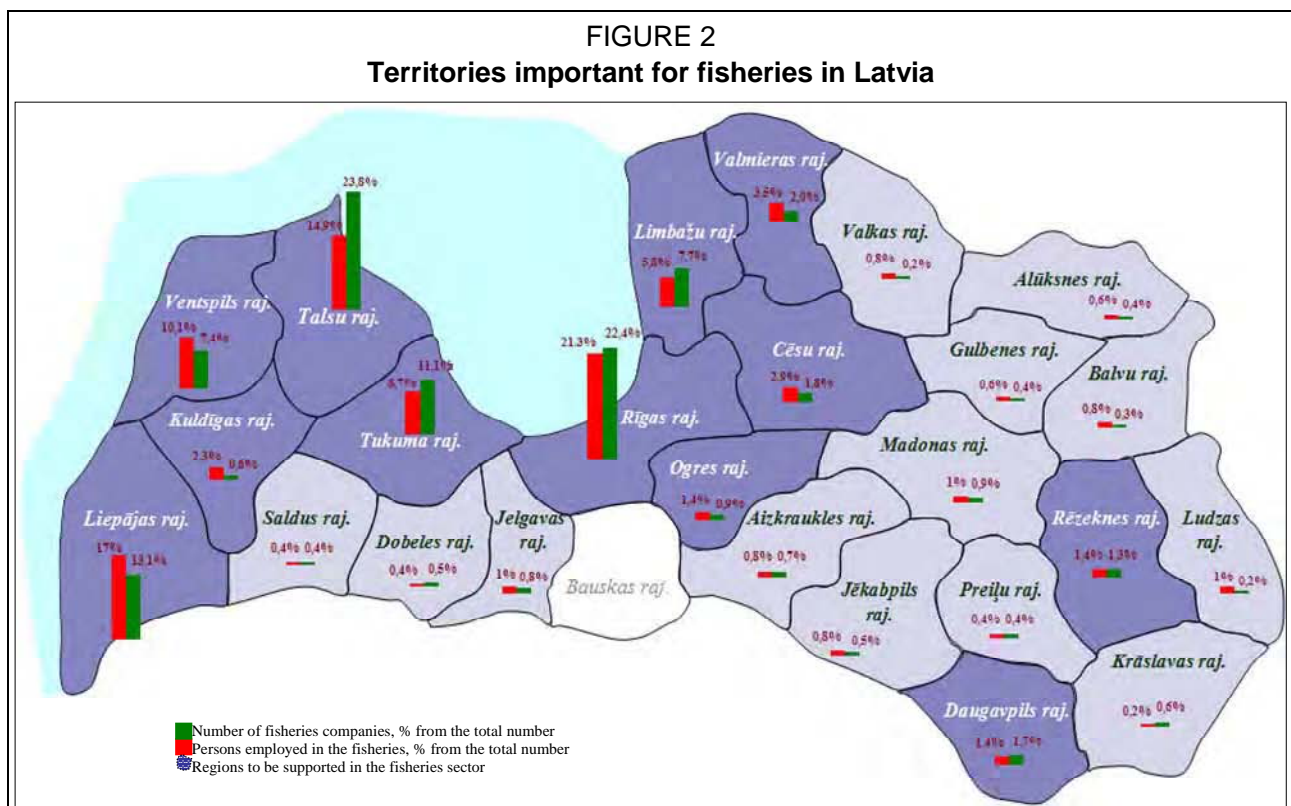 FIGURE 2
Territories important for fisheries in Latvia
Valmieras raj.
3,5% 2,0%
Limbažu raj.
5,8% 7,7%
Valkas raj.
0,8% 0,2%
Alūksnes raj.
0,6% 0,4%
23,8%
14,9%
Talsu raj.
Ventspils raj.
10,1% 7,4%
21,3% 22,4%
Rīgas raj.
Cēsu raj.
2,9% 1,8%
Gulbenes raj.
0,6% 0,4%
Balvu raj.
0,8% 0,3%
11,1%
Tukuma raj.
Kuldīgas raj.
2,3% 0,6%
Madonas raj.
1% 0,9%
Ogres raj.
1,4% 0,9%
Liepājas raj.
17% 13,1%
Saldus raj.
0,4% 0,4%
Dobeles raj.
0,4% 0,5%
Jelgavas
raj.
1% 0,8%
Bauskas raj.
Aizkraukles raj.
0,8% 0,7%
Rēzeknes raj.
1,4% 1,3%
Ludzas
raj.
1% 0,2%
Jēkabpils
raj.
0,8% 0,5%
Preiļu raj.
0,4% 0,4%
Krāslavas raj.
0,2% 0,6%
Daugavpils raj.
1,4% 1,7%
Number of fisheries companies, % from the total number
Persons employed in the fisheries, % from the total number
Regions to be supported in the fisheries sector